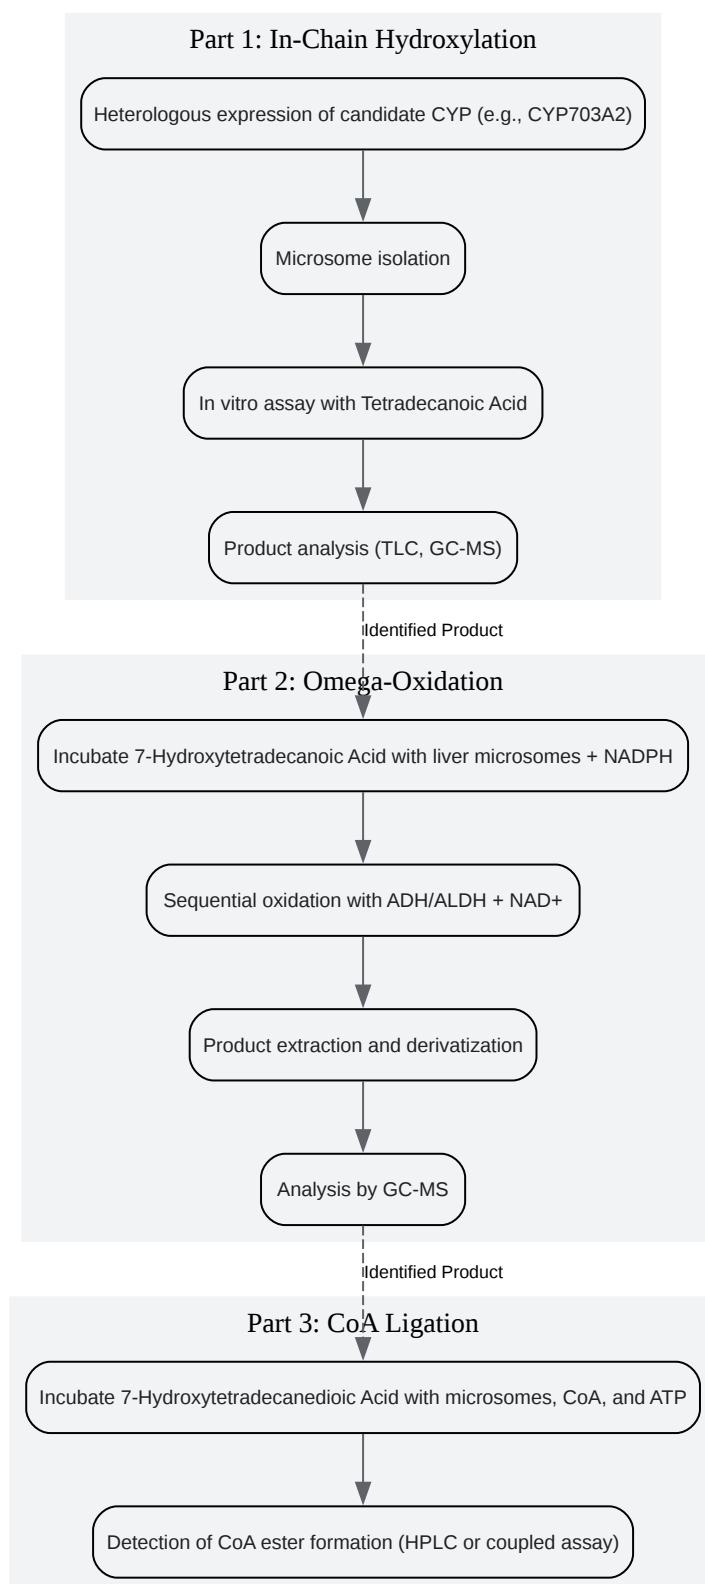 Part 1: In-Chain Hydroxylation
Heterologous expression of candidate CYP (e.g., CYP703A2)
Microsome isolation
In vitro assay with Tetradecanoic Acid
Product analysis (TLC, GC-MS)
Identified Product
Part 2: Omega-Oxidation
Incubate 7-Hydroxytetradecanoic Acid with liver microsomes + NADPH
Sequential oxidation with ADH/ALDH + NAD+
Product extraction and derivatization
Analysis by GC-MS
Identified Product
Part 3: CoA Ligation
Incubate 7-Hydroxytetradecanedioic Acid with microsomes, CoA, and ATP
Detection of CoA ester formation (HPLC or coupled assay)